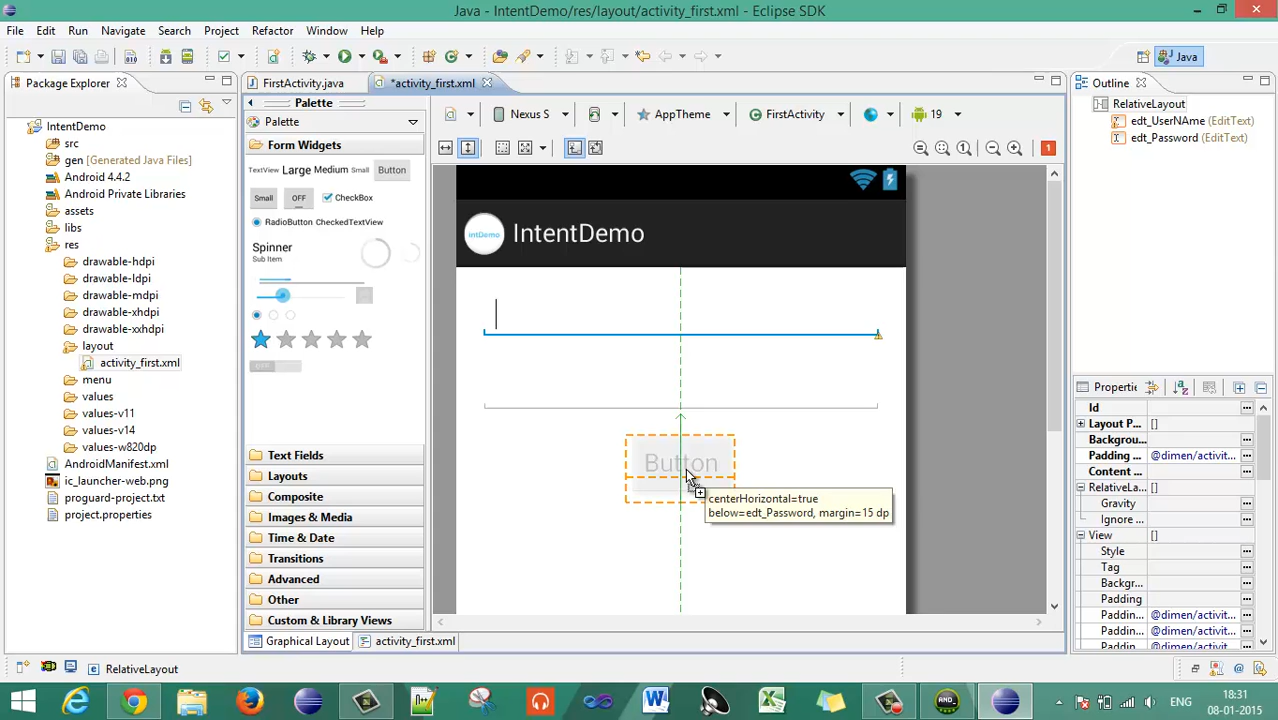 Java - IntentDemo/res/layout/activity_first.xml - Eclipse SDK
File Edit Run Navigate Search Project Refactor Window Help
Java
Package Explorer
IntentDemo
src
gen [Generated Java Files]
Android 4.4.2
Android Private Libraries
assets
libs
res
drawable-hdpi
drawable-ldpi
drawable-mdpi
drawable-xhdpi
drawable-xxhdpi
layout
activity_first.xml
menu
values
values-v11
values-v14
values-w820dp
AndroidManifest.xml
ic_launcher-web.png
proguard-project.txt
project.properties
FirstActivity.java
*activity_first.xml
Palette
Palette
Form Widgets
TextView Large Medium Small Button
Small OFF CheckBox
RadioButton CheckedTextView
Spinner
Sub Item
Text Fields
Layouts
Composite
Images & Media
Time & Date
Transitions
Advanced
Other
Custom & Library Views
Graphical Layout
activity_first.xml
Nexus S
AppTheme
FirstActivity
19
1
intDemo
IntentDemo
Button
centerHorizontal=true
below=edt_Password, margin=15 dp
Outline
RelativeLayout
edt_UserNAme (EditText)
edt_Password (EditText)
Properti
Id
Layout P... []
Backgrou...
Padding @dimen/activit...
Content ...
RelativeLa... []
Gravity
Ignore
View []
Style
Tag
Backgr...
Padding
Paddin... @dimen/activit...
Paddin... @dimen/activit...
Paddin... @dimen/activit...
RelativeLayout
ENG
18:31
08-01-2015